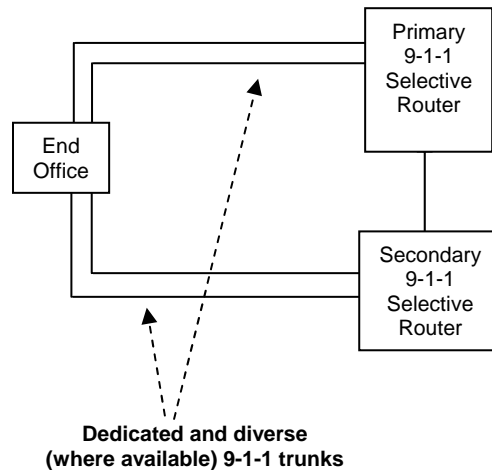 Primary
9-1-1
Selective
Router
End
Office
Secondary
9-1-1
Selective
Router
Dedicated and diverse
(where available) 9-1-1 trunks